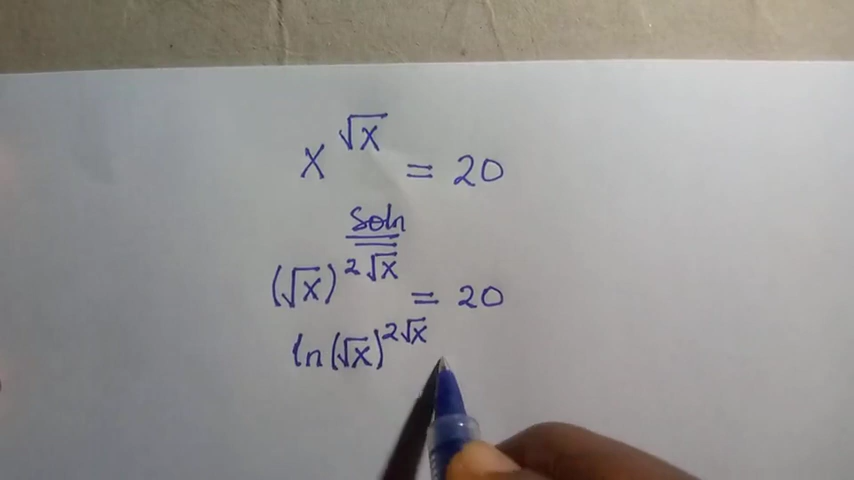 x^√x = 20
Soln
(√x)^2√x = 20
ln(√x)^2√x